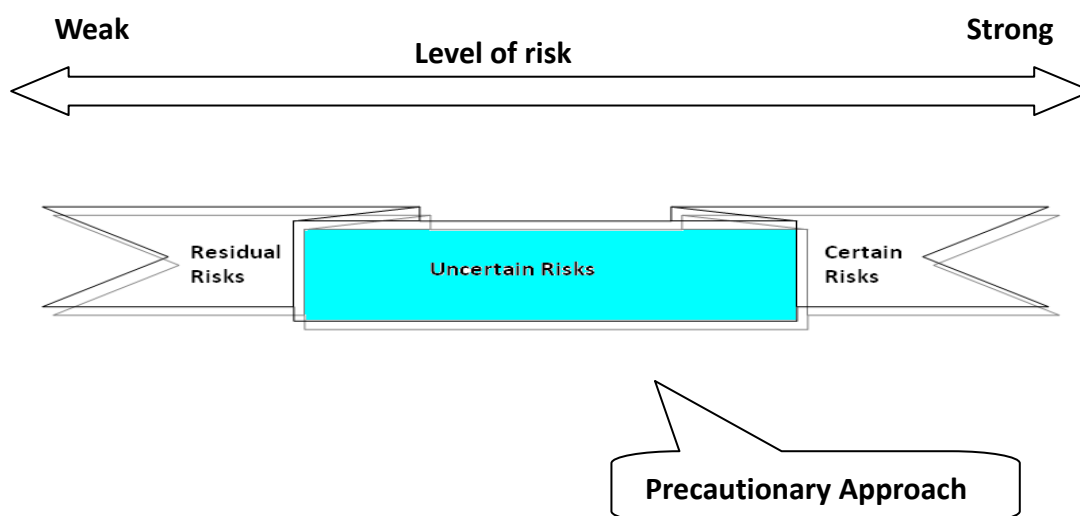 Weak
Level of risk
Strong
Residual
Risks
Uncertain Risks
Certain
Risks
Precautionary Approach